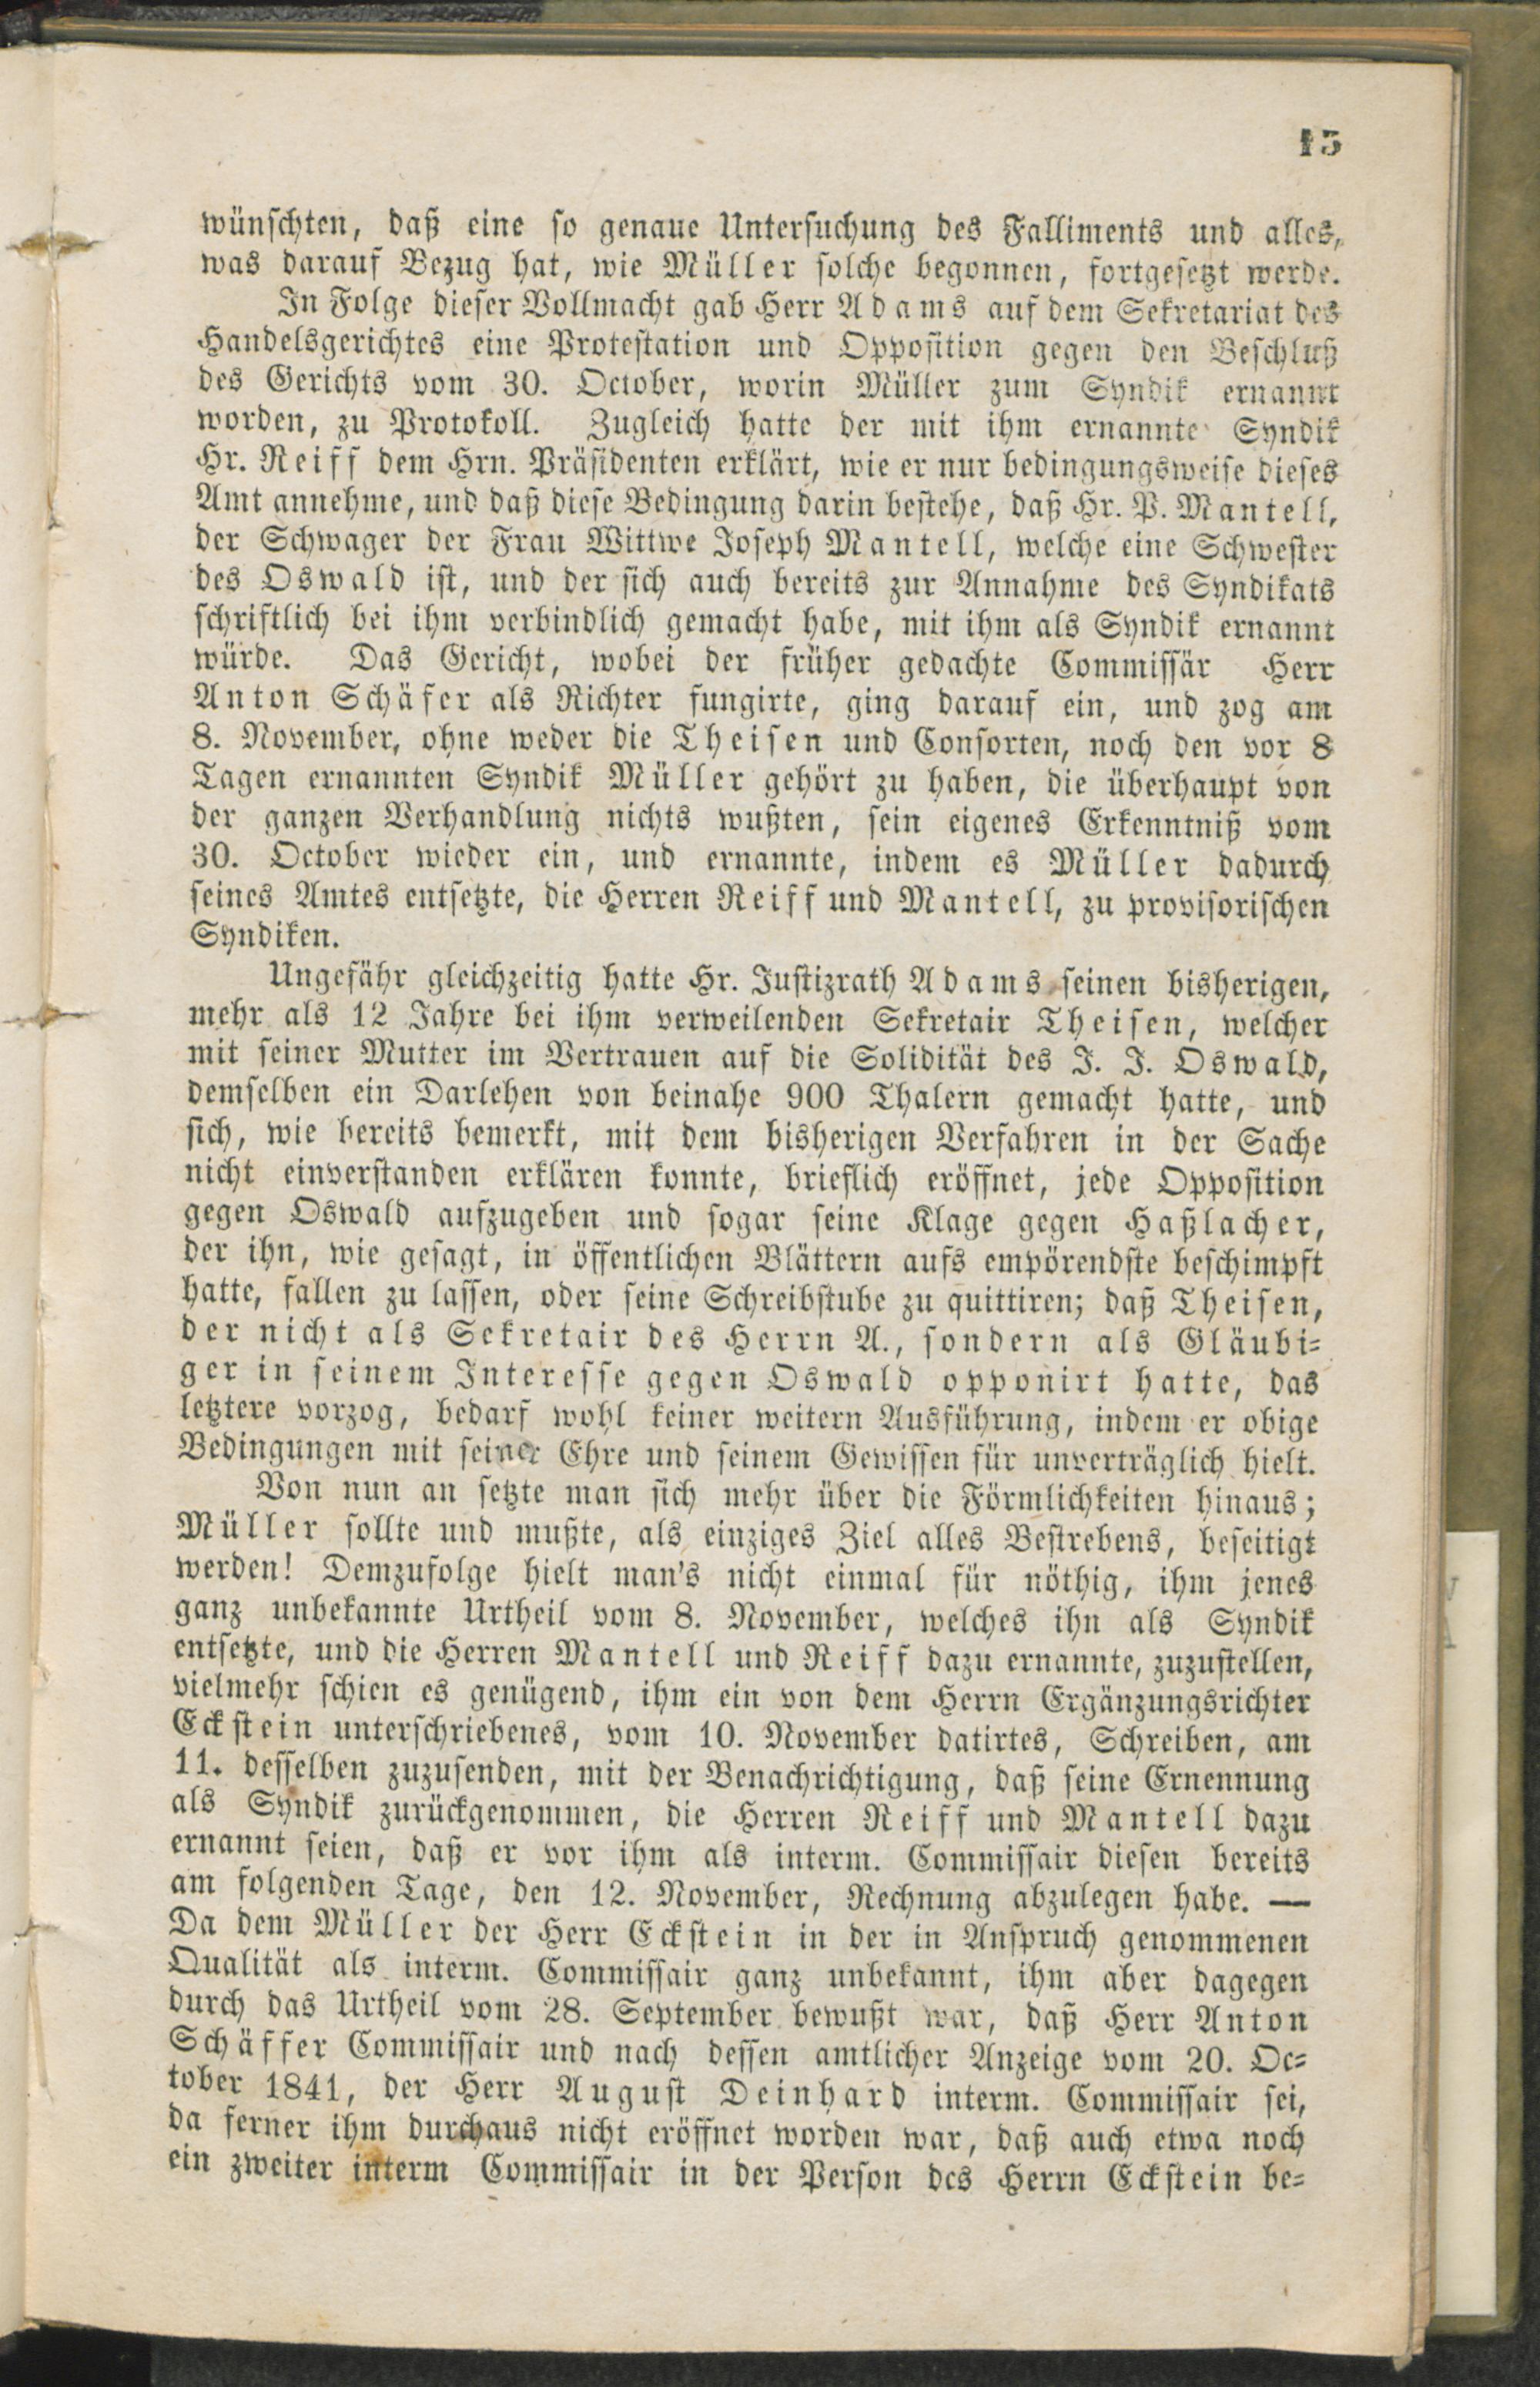 15
wünschten, daß eine so genaue Untersuchung des Falliments und alles,
was darauf Bezug hat, wie Müller solche begonnen, fortgesetzt werde.
In Folge dieser Vollmacht gab Herr Adams auf dem Sekretariat des
Handelsgerichtes eine Protestation und Opposition gegen den Beschluß
des Gerichts vom 30. October, worin Müller zum Syndik ernannt
worden, zu Protokoll. Zugleich hatte der mit ihm ernannte Syndik
Hr. Reiff dem Hrn. Präsidenten erklärt, wie er nur bedingungsweise dieses
Amt annehme, und daß diese Bedingung darin bestehe, daß Hr. P. Mantell,
der Schwager der Frau Wittwe Joseph Mantell, welche eine Schwester
des Oswald ist, und der sich auch bereits zur Annahme des Syndikats
schriftlich bei ihm verbindlich gemacht habe, mit ihm als Syndik ernannt
würde. Das Gericht, wobei der früher gedachte Commissär Herr
Anton Schäfer als Richter fungirte, ging darauf ein, und zog am
8. November, ohne weder die Theisen und Consorten, noch den vor 8
Tagen ernannten Syndik Müller gehört zu haben, die überhaupt von
der ganzen Verhandlung nichts wußten, sein eigenes Erkenntniß vom
30. October wieder ein, und ernannte, indem es Müller dadurch
seines Amtes entsetzte, die Herren Reiff und Mantell, zu provisorischen
Syndiken.
Ungefähr gleichzeitig hatte Hr. Justizrath Adams seinen bisherigen,
mehr als 12 Jahre bei ihm verweilenden Sekretair Theisen, welcher
mit seiner Mutter im Vertrauen auf die Solidität des J. J. Oswald,
demselben ein Darlehen von beinahe 900 Thalern gemacht hatte, und
sich, wie bereits bemerkt, mit dem bisherigen Verfahren in der Sache
nicht einverstanden erklären konnte, brieflich eröffnet, jede Opposition
gegen Oswald aufzugeben und sogar seine Klage gegen Haßlacher,
der ihn, wie gesagt, in öffentlichen Blättern aufs empörendste beschimpft
hatte, fallen zu lassen, oder seine Schreibstube zu quittiren; daß Theisen,
der nicht als Sekretair des Herrn A., sondern als Gläubi-
ger in seinem Interesse gegen Oswald opponirt hatte, das
letztere vorzog, bedarf wohl keiner weitern Ausführung, indem er obige
Bedingungen mit seiner Ehre und seinem Gewissen für unverträglich hielt.
Von nun an setzte man sich mehr über die Förmlichkeiten hinaus;
Müller sollte und mußte, als einziges Ziel alles Bestrebens, beseitigt
werden! Demzufolge hielt man's nicht einmal für nöthig, ihm jenes
ganz unbekannte Urtheil vom 8. November, welches ihn als Syndik
entsetzte, und die Herren Mantell und Reiff dazu ernannte, zuzustellen,
vielmehr schien es genügend, ihm ein von dem Herrn Ergänzungsrichter
Eckstein unterschriebenes, vom 10. November datirtes, Schreiben, am
11. desselben zuzusenden, mit der Benachrichtigung, daß seine Ernennung
als Syndik zurückgenommen, die Herren Reiff und Mantell dazu
ernannt seien, daß er vor ihm als interm. Commissair diesen bereits
am folgenden Tage, den 12. November, Rechnung abzulegen habe. —
Da dem Müller der Herr Eckstein in der in Anspruch genommenen
Qualität als interm. Commissair ganz unbekannt, ihm aber dagegen
durch das Urtheil vom 28. September bewußt war, daß Herr Anton
Schäffer Commissair und nach dessen amtlicher Anzeige vom 20. Oc-
tober 1841, der Herr August Deinhard interm. Commissair sei,
da ferner ihm durchaus nicht eröffnet worden war, daß auch etwa noch
ein zweiter interm Commissair in der Person des Herrn Eckstein be-